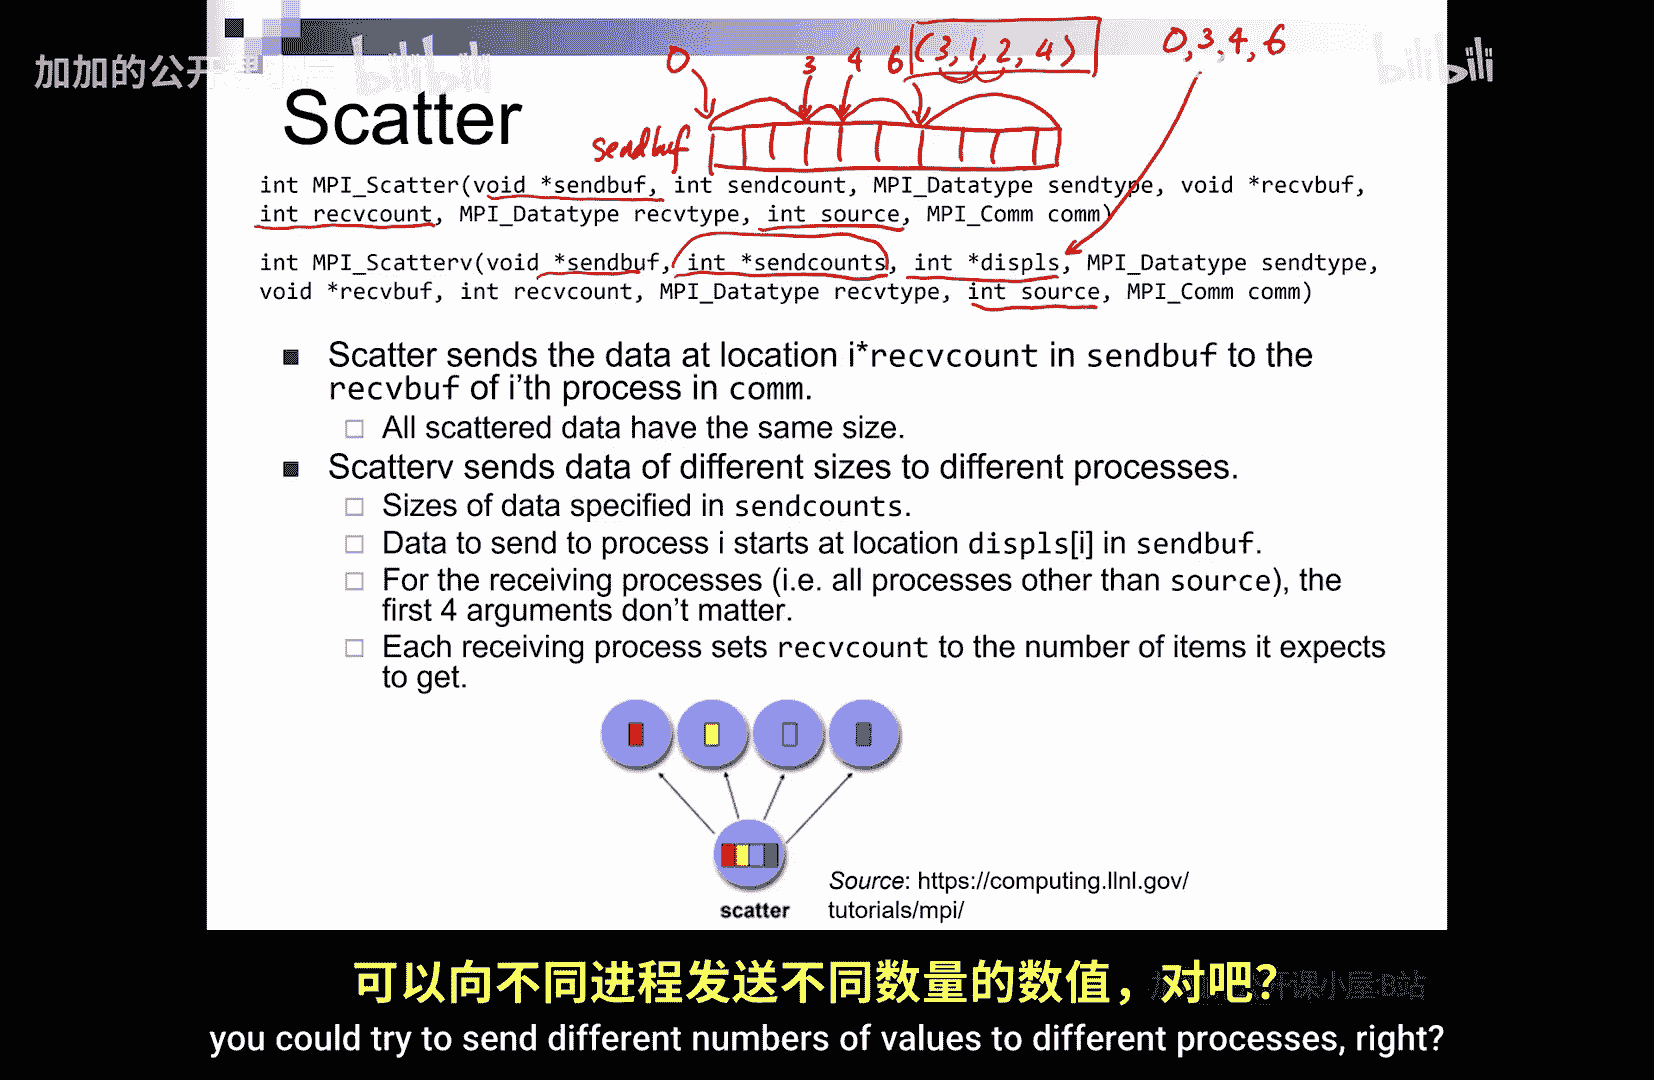 加加的公开
bilibili
bilibili
0 3 4 6 (3,1,2,4) 0,3,4,6
Scatter
sendbuf
int MPI_Scatter(void *sendbuf, int sendcount, MPI_Datatype sendtype, void *recvbuf,
int recvcount, MPI_Datatype recvtype, int source, MPI_Comm comm)
int MPI_Scatterv(void *sendbuf, int *sendcounts, int *displs, MPI_Datatype sendtype,
void *recvbuf, int recvcount, MPI_Datatype recvtype, int source, MPI_Comm comm)
Scatter sends the data at location i*recvcount in sendbuf to the
recvbuf of i’th process in comm.
All scattered data have the same size.
Scatterv sends data of different sizes to different processes.
Sizes of data specified in sendcounts.
Data to send to process i starts at location displs[i] in sendbuf.
For the receiving processes (i.e. all processes other than source), the
first 4 arguments don’t matter.
Each receiving process sets recvcount to the number of items it expects
to get.
scatter
Source: https://computing.llnl.gov/
tutorials/mpi/
可以向不同进程发送不同数量的数值，对吧？
开课小屋:B站
you could try to send different numbers of values to different processes, right?